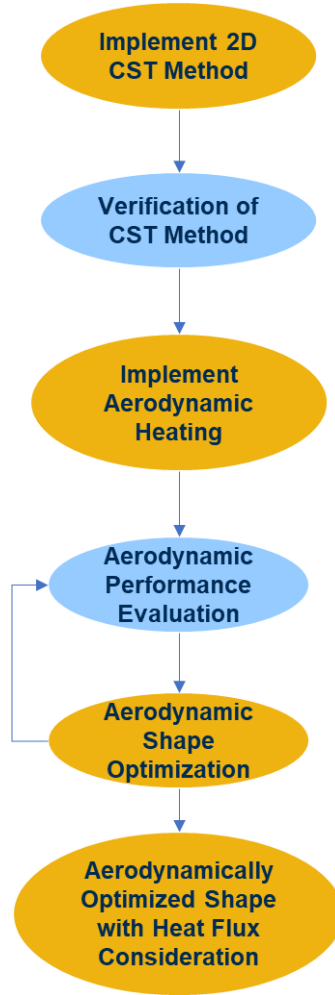 Implement 2D
CST Method
Verification of
CST Method
Implement
Aerodynamic
Heating
Aerodynamic
Performance
Evaluation
Aerodynamic
Shape
Optimization
Aerodynamically
Optimized Shape
with Heat Flux
Consideration